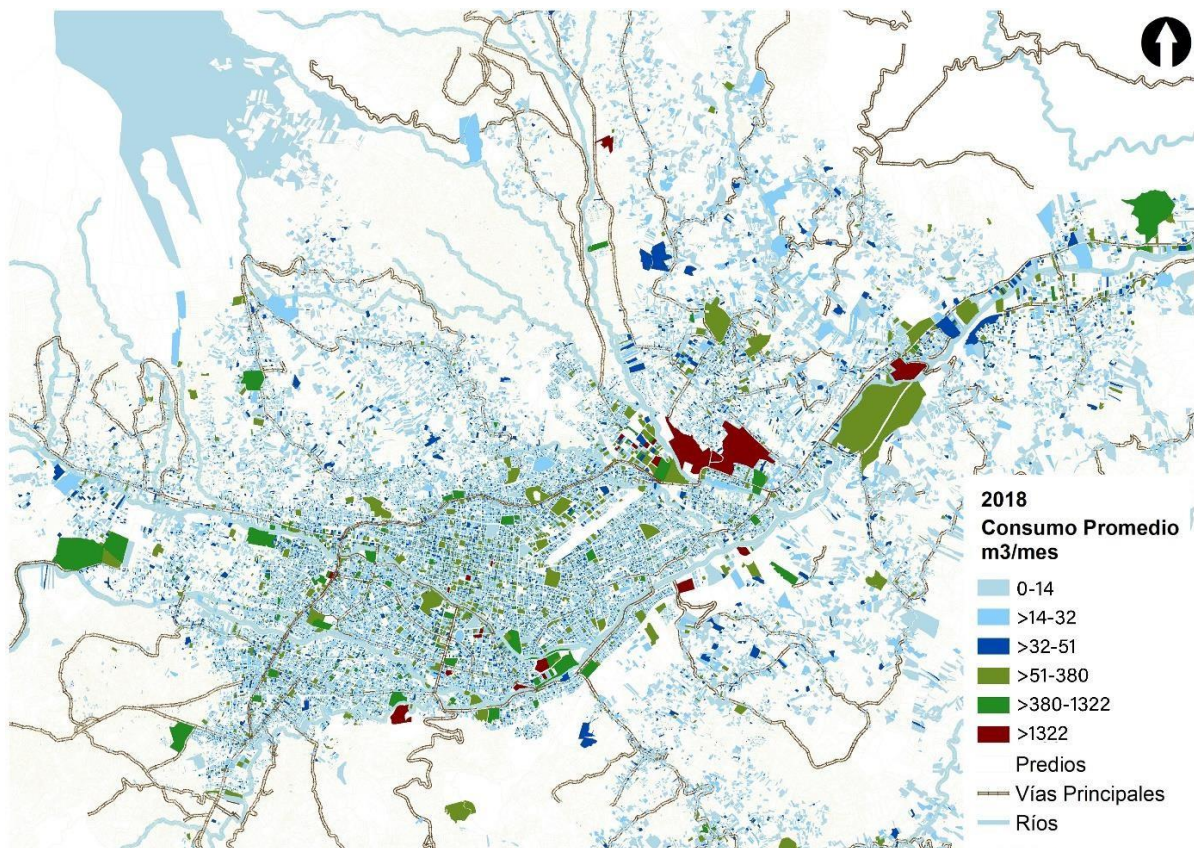 2018
Consumo Promedio
m3/mes
0-14
>14-32
>32-51
>51-380
>380-1322
>1322
Predios
Vías Principales
Ríos